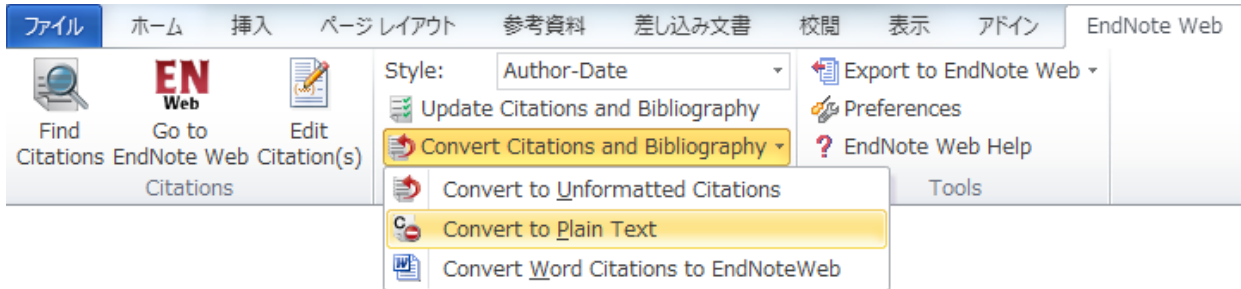 ファイル ホーム 挿入 ページ レイアウト 参考資料 差し込み文書 校閲 表示 アドイン EndNote Web
Style: Author-Date Export to EndNote Web
EN
Web
Update Citations and Bibliography Preferences
Find Go to Edit
Citations EndNote Web Citation(s)
Convert Citations and Bibliography ? EndNote Web Help
Citations Tools
Convert to Unformatted Citations
Convert to Plain Text
Convert Word Citations to EndNoteWeb